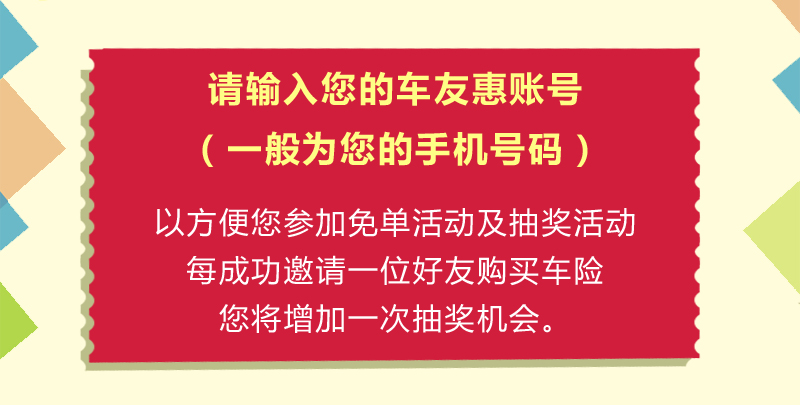 请输入您的车友惠账号
（一般为您的手机号码）
以方便您参加免单活动及抽奖活动
每成功邀请一位好友购买车险
您将增加一次抽奖机会。